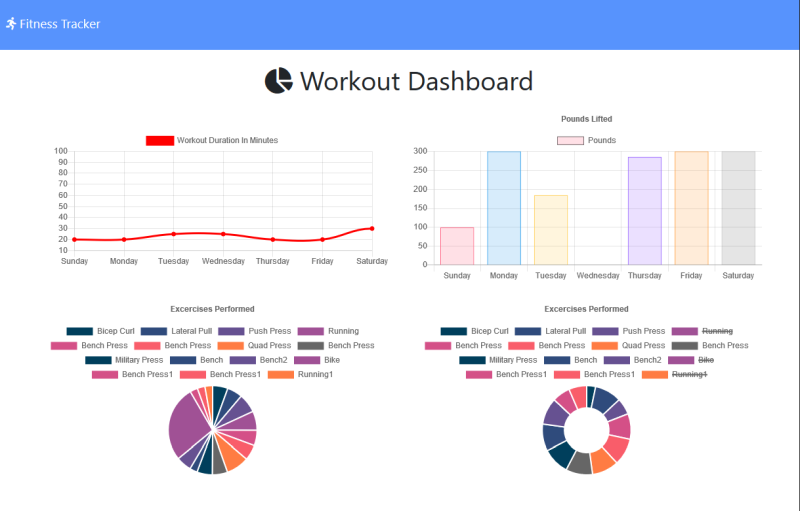 Fitness Tracker
Workout Dashboard
Workout Duration In Minutes
100
90
80
70
60
50
40
30
20
10
Sunday Monday Tuesday Wednesday Thursday Friday Saturday
Pounds Lifted
Pounds
300
250
200
150
100
50
0
Sunday Monday Tuesday Wednesday Thursday Friday Saturday
Excercises Performed
Bicep Curl Lateral Pull Push Press Running
Bench Press Bench Press Quad Press Bench Press
Military Press Bench Bench2 Bike
Bench Press1 Bench Press1 Running1
Excercises Performed
Bicep Curl Lateral Pull Push Press Running
Bench Press Bench Press Quad Press Bench Press
Military Press Bench Bench2 Bike
Bench Press1 Bench Press1 Running1